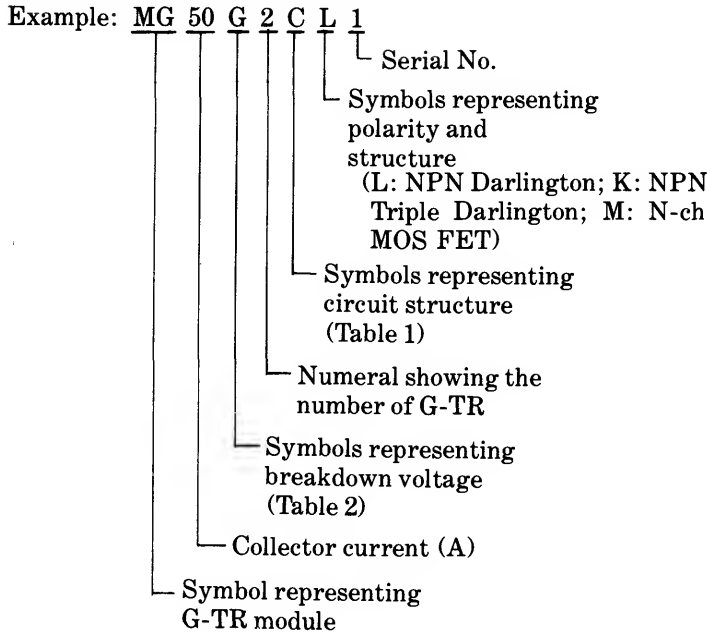 Example: MG 50 G 2 C L 1
Serial No.
Symbols representing
polarity and
structure
(L: NPN Darlington; K: NPN
Triple Darlington; M: N-ch
MOS FET)
Symbols representing
circuit structure
(Table 1)
Numeral showing the
number of G-TR
Symbols representing
breakdown voltage
(Table 2)
Collector current (A)
Symbol representing
G-TR module